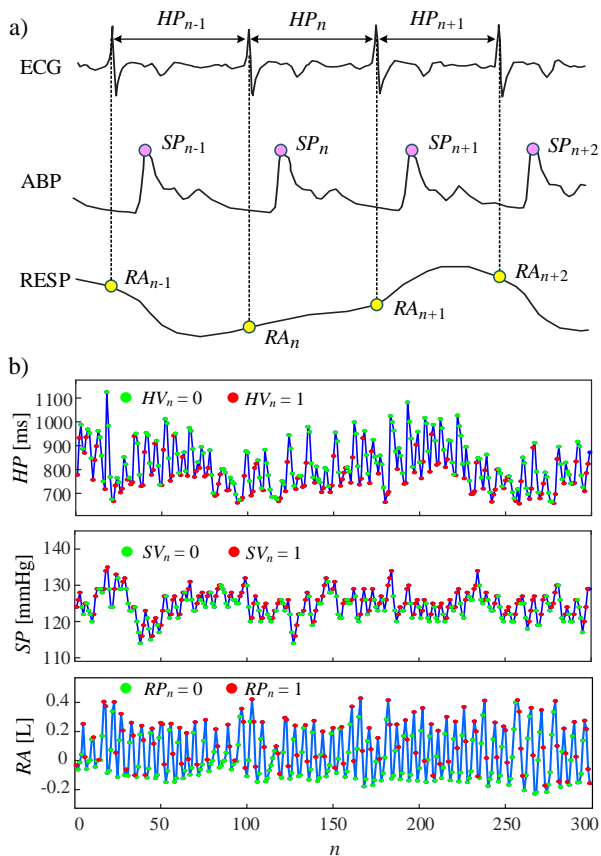 a)
HPn-1 HPn HPn+1
ECG
SPn-1 SPn SPn+1 SPn+2
ABP
RESP RAn-1 RAn RAn+1 RAn+2
b)
HVn = 0 HVn = 1
HP [ms]
1100
1000
900
800
700
SVn = 0 SVn = 1
SP [mmHg]
140
130
120
110
RPn = 0 RPn = 1
RA [L]
0.4
0.2
0
-0.2
0 50 100 150 200 250 300
n